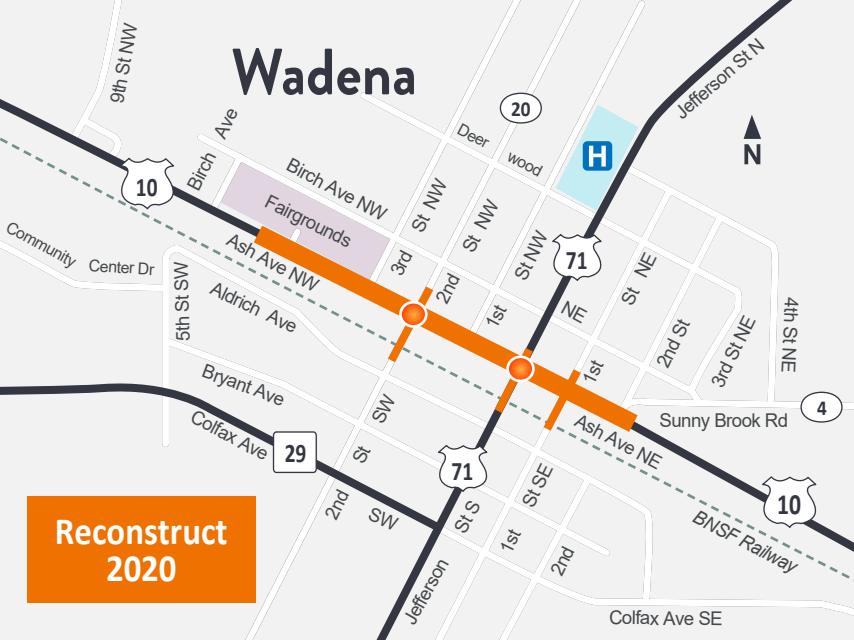 Wadena
9th St NW
20
Jefferson St N
Deer
wood
H
N
Birch
Ave
Birch Ave NW
10
Fairgrounds
3rd
St NW
2nd
St NW
1st
St NW
71
NE
St NE
Community
Center Dr
5th St SW
Ash Ave NW
Aldrich Ave
1st
2nd St
3rd St NE
4th St NE
4
Sunny Brook Rd
Bryant Ave
Colfax Ave
29
2nd
St
SW
SW
71
Ash Ave NE
10
BNSF Railway
Jefferson
St S
1st
St SE
2nd
Colfax Ave SE
Reconstruct
2020